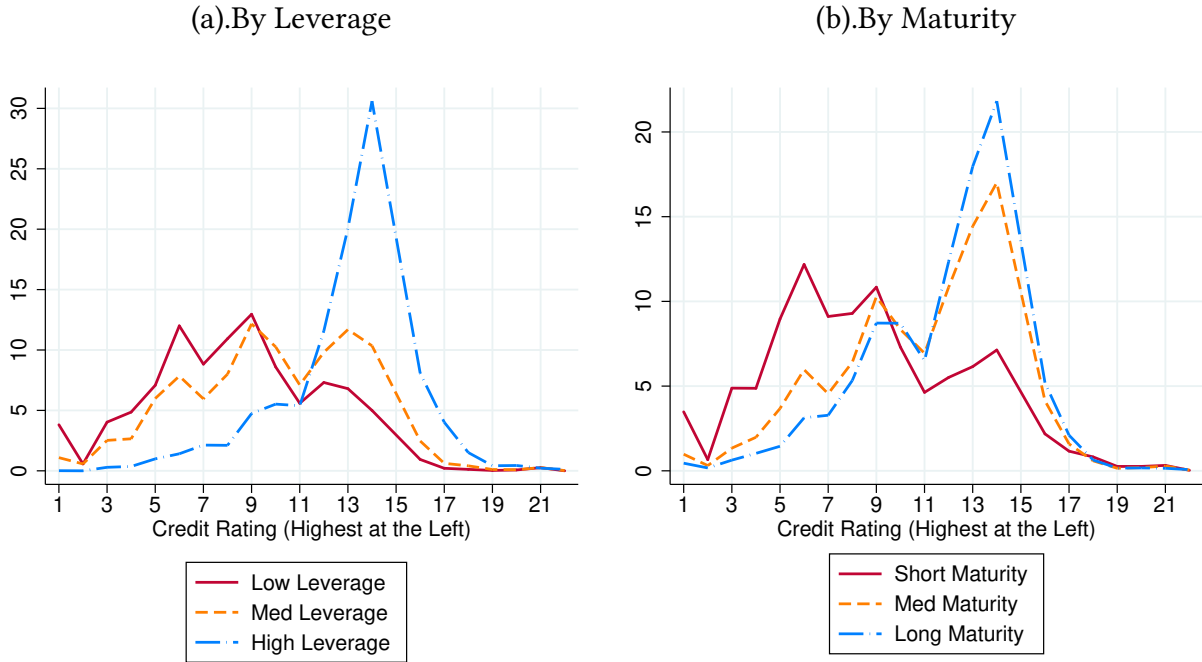 (a).By Leverage
30
25
20
15
10
5
0
1 3 5 7 9 11 13 15 17 19 21
Credit Rating (Highest at the Left)
Low Leverage
Med Leverage
High Leverage
(b).By Maturity
20
15
10
5
0
1 3 5 7 9 11 13 15 17 19 21
Credit Rating (Highest at the Left)
Short Maturity
Med Maturity
Long Maturity